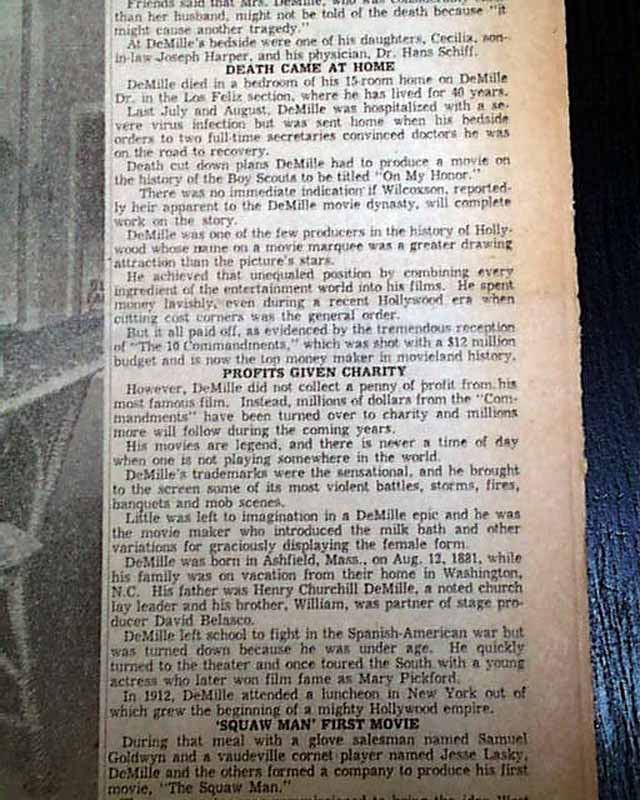 Friends said that Mrs. DeMille, who was considerably
than her husband, might not be told of the death because "it
might cause another tragedy."
At DeMille's bedside were one of his daughters, Cecilia, son-
in-law Joseph Harper, and his physician, Dr. Hans Schiff.
DEATH CAME AT HOME
DeMille died in a bedroom of his 15-room home on DeMille
Dr. in the Los Feliz section, where he has lived for 40 years.
Last July and August, DeMille was hospitalized with a se-
vere virus infection but was sent home when his bedside
orders to two full-time secretaries convinced doctors he was
on the road to recovery.
Death cut down plans DeMille had to produce a movie on
the history of the Boy Scouts to be titled "On My Honor."
There was no immediate indication if Wilcoxson, reported-
ly heir apparent to the DeMille movie dynasty, will complete
work on the story.
DeMille was one of the few producers in the history of Holly-
wood whose name on a movie marquee was a greater drawing
attraction than the picture's stars.
He achieved that unequaled position by combining every
ingredient of the entertainment world into his films. He spent
money lavishly, even during a recent Hollywood era when
cutting cost corners was the general order.
But it all paid off, as evidenced by the tremendous reception
of "The 10 Commandments," which was shot with a $12 million
budget and is now the top money maker in movieland history.
PROFITS GIVEN CHARITY
However, DeMille did not collect a penny of profit from his
most famous film. Instead, millions of dollars from the "Com-
mandments" have been turned over to charity and millions
more will follow during the coming years.
His movies are legend, and there is never a time of day
when one is not playing somewhere in the world.
DeMille's trademarks were the sensational, and he brought
to the screen some of its most violent battles, storms, fires,
banquets and mob scenes.
Little was left to imagination in a DeMille epic and he was
the movie maker who introduced the milk bath and other
variations for graciously displaying the female form.
DeMille was born in Ashfield, Mass., on Aug. 12, 1881, while
his family was on vacation from their home in Washington,
N.C. His father was Henry Churchill DeMille, a noted church
lay leader and his brother, William, was partner of stage pro-
ducer David Belasco.
DeMille left school to fight in the Spanish-American war but
was turned down because he was under age. He quickly
turned to the theater and once toured the South with a young
actress who later won film fame as Mary Pickford.
In 1912, DeMille attended a luncheon in New York out of
which grew the beginning of a mighty Hollywood empire.
'SQUAW MAN' FIRST MOVIE
During that meal with a glove salesman named Samuel
Goldwyn and a vaudeville cornet player named Jesse Lasky,
DeMille and the others formed a company to produce his first
movie, "The Squaw Man."